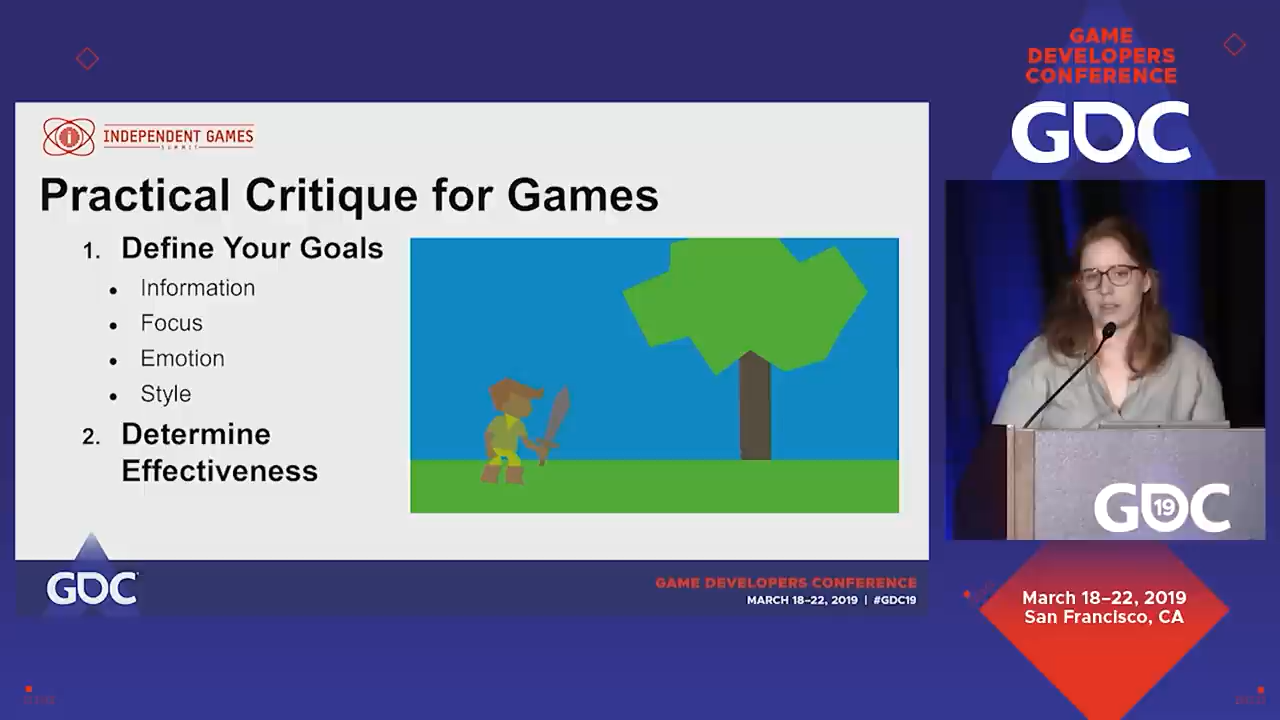 GAME
DEVELOPERS
CONFERENCE
GDC
INDEPENDENT GAMES
SUMMIT
Practical Critique for Games
1. Define Your Goals
• Information
• Focus
• Emotion
• Style
2. Determine
Effectiveness
GDC
GAME DEVELOPERS CONFERENCE
MARCH 18–22, 2019 | #GDC19
GDC
19
March 18–22, 2019
San Francisco, CA